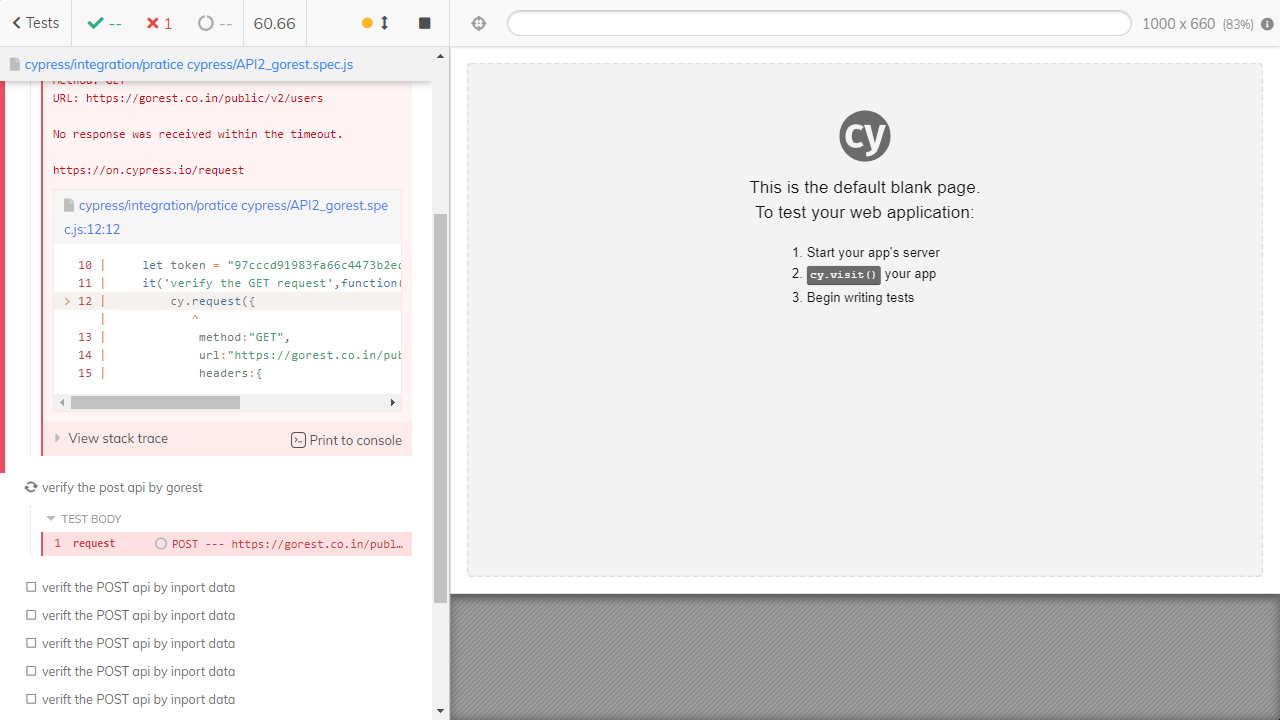 Tests
--
1
--
60.66
1000 x 660 (83%)
cypress/integration/pratice cypress/API2_gorest.spec.js
Method: GET
URL: https://gorest.co.in/public/v2/users
No response was received within the timeout.
https://on.cypress.io/request
cypress/integration/pratice cypress/API2_gorest.spe
c.js:12:12
10 | let token = "97cccd91983fa66c4473b2ec
11 | it('verify the GET request',function(
> 12 | cy.request({
| ^
13 | method:"GET",
14 | url:"https://gorest.co.in/pub
15 | headers:{
View stack trace
Print to console
verify the post api by gorest
TEST BODY
1 request POST --- https://gorest.co.in/publ…
verift the POST api by inport data
verift the POST api by inport data
verift the POST api by inport data
verift the POST api by inport data
verift the POST api by inport data
cy
This is the default blank page.
To test your web application:
1. Start your app's server
2. cy.visit() your app
3. Begin writing tests